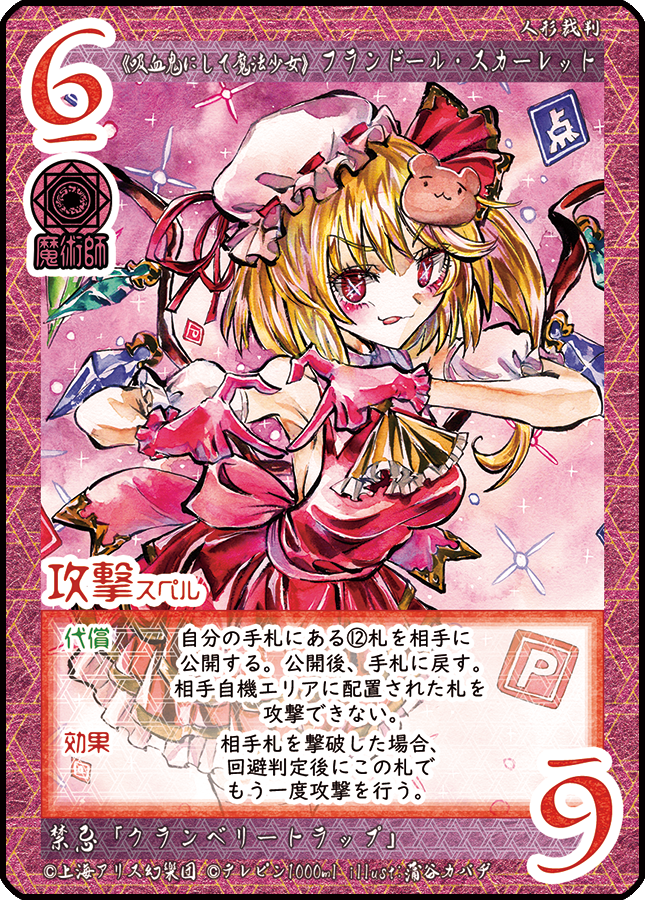 人形裁判
6
《吸血鬼にして魔法少女》 フランドール・スカーレット
点
魔術師
攻撃スペル
代償 自分の手札にある⑫札を相手に
公開する。公開後、手札に戻す。
相手自機エリアに配置された札を
攻撃できない。
P
効果 相手札を撃破した場合、
回避判定後にこの札で
もう一度攻撃を行う。
6
禁忌「クランベリートラップ」
©上海アリス幻樂団 ©テレピン1000ml illust:蒲谷カバヂ